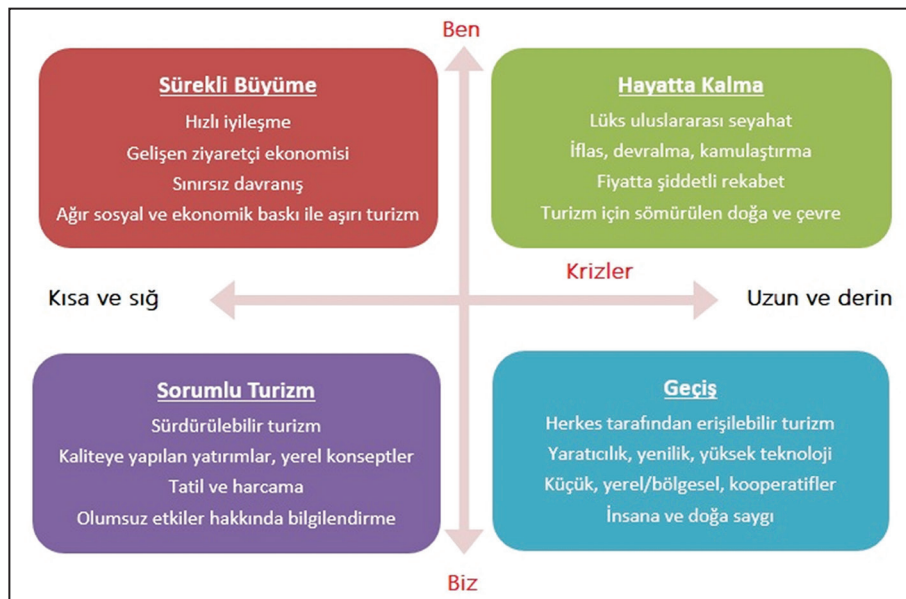 Ben
Sürekli Büyüme
Hızlı iyileşme
Gelişen ziyaretçi ekonomisi
Sınırsız davranış
Ağır sosyal ve ekonomik baskı ile aşırı turizm
Hayatta Kalma
Lüks uluslararası seyahat
İflas, devralma, kamulaştırma
Fiyatta şiddetli rekabet
Turizm için sömürülen doğa ve çevre
Krizler
Kısa ve sığ
Uzun ve derin
Sorumlu Turizm
Sürdürülebilir turizm
Kaliteye yapılan yatırımlar, yerel konseptler
Tatil ve harcama
Olumsuz etkiler hakkında bilgilendirme
Geçiş
Herkes tarafından erişilebilir turizm
Yaratıcılık, yenilik, yüksek teknoloji
Küçük, yerel/bölgesel, kooperatifler
İnsana ve doğa saygı
Biz